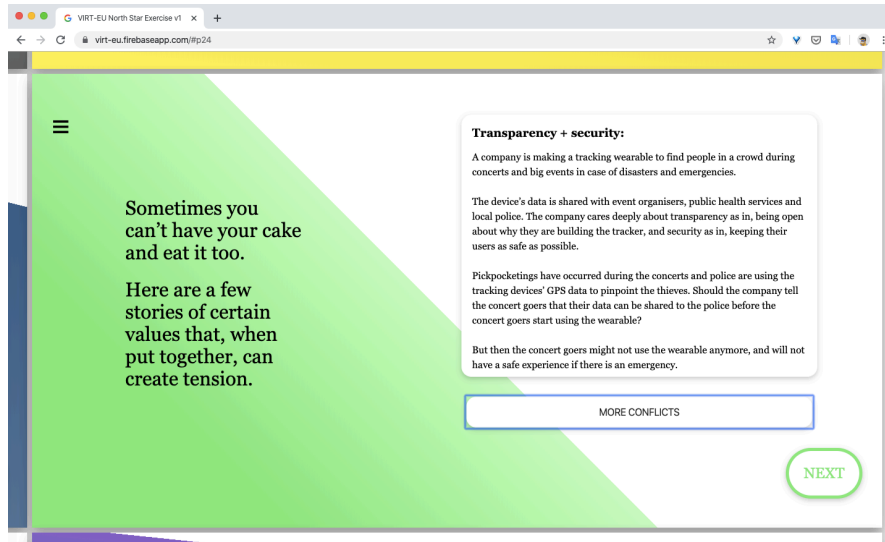 VIRT-EU North Star Exercise v1
virt-eu.firebaseapp.com/#p24
Sometimes you
can't have your cake
and eat it too.
Here are a few
stories of certain
values that, when
put together, can
create tension.
Transparency + security:
A company is making a tracking wearable to find people in a crowd during
concerts and big events in case of disasters and emergencies.
The device's data is shared with event organisers, public health services and
local police. The company cares deeply about transparency as in, being open
about why they are building the tracker, and security as in, keeping their
users as safe as possible.
Pickpocketings have occurred during the concerts and police are using the
tracking devices' GPS data to pinpoint the thieves. Should the company tell
the concert goers that their data can be shared to the police before the
concert goers start using the wearable?
But then the concert goers might not use the wearable anymore, and will not
have a safe experience if there is an emergency.
MORE CONFLICTS
NEXT